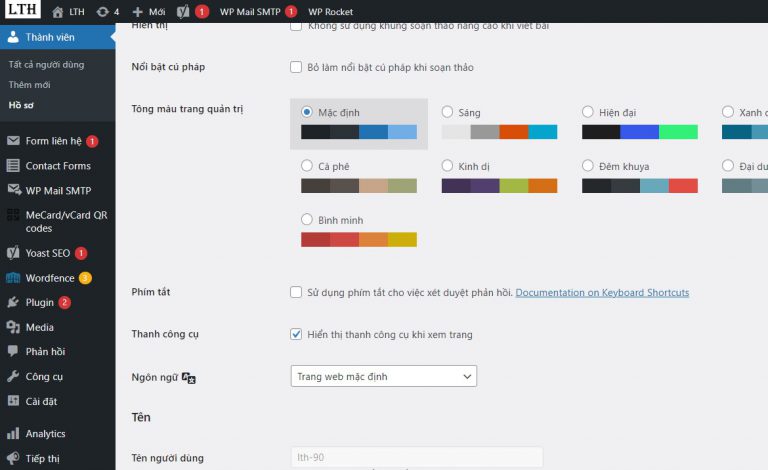 LTH
LTH
4
Mới
1
WP Mail SMTP
1
WP Rocket
Thành viên
Tất cả người dùng
Thêm mới
Hồ sơ
Form liên hệ
1
Contact Forms
WP Mail SMTP
MeCard/vCard QR
codes
Yoast SEO
1
Wordfence
3
Plugin
2
Media
Phản hồi
Công cụ
Cài đặt
Analytics
Tiếp thị
Hiển thị
Không sử dụng khung soạn thảo nâng cao khi viết bài
Nổi bật cú pháp
Bỏ làm nổi bật cú pháp khi soạn thảo
Tông màu trang quản trị
Mặc định
Sáng
Hiện đại
Cà phê
Kinh dị
Đêm khuya
Bình minh
Phím tắt
Sử dụng phím tắt cho việc xét duyệt phản hồi. Documentation on Keyboard Shortcuts
Thanh công cụ
Hiển thị thanh công cụ khi xem trang
Ngôn ngữ
Trang web mặc định
Tên
Tên người dùng
lth-90